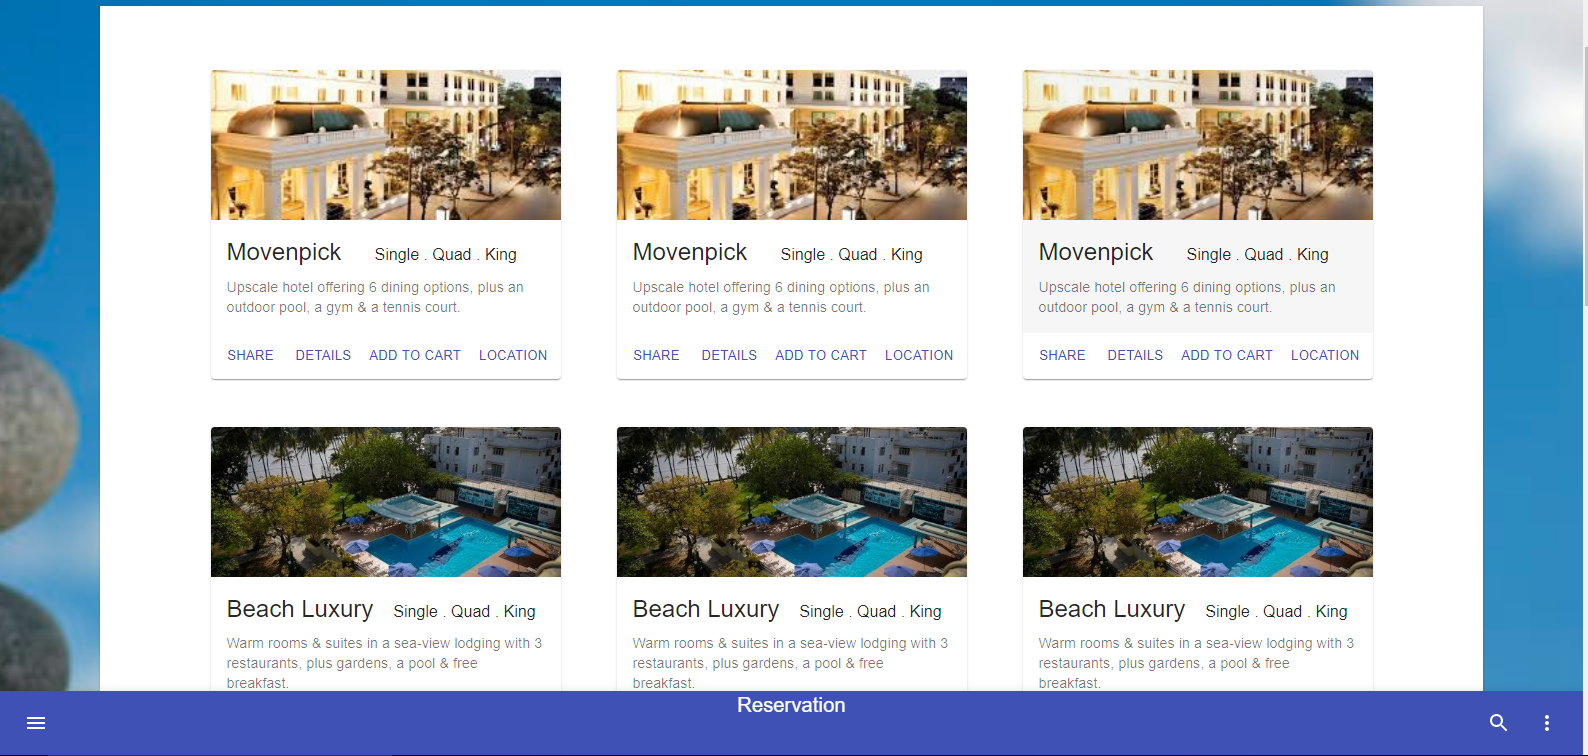 Movenpick Single . Quad . King
Upscale hotel offering 6 dining options, plus an
outdoor pool, a gym & a tennis court.
SHARE DETAILS ADD TO CART LOCATION
Movenpick Single . Quad . King
Upscale hotel offering 6 dining options, plus an
outdoor pool, a gym & a tennis court.
SHARE DETAILS ADD TO CART LOCATION
Movenpick Single . Quad . King
Upscale hotel offering 6 dining options, plus an
outdoor pool, a gym & a tennis court.
SHARE DETAILS ADD TO CART LOCATION
Beach Luxury Single . Quad . King
Warm rooms & suites in a sea-view lodging with 3
restaurants, plus gardens, a pool & free
breakfast.
Beach Luxury Single . Quad . King
Warm rooms & suites in a sea-view lodging with 3
restaurants, plus gardens, a pool & free
breakfast.
Beach Luxury Single . Quad . King
Warm rooms & suites in a sea-view lodging with 3
restaurants, plus gardens, a pool & free
breakfast.
Reservation